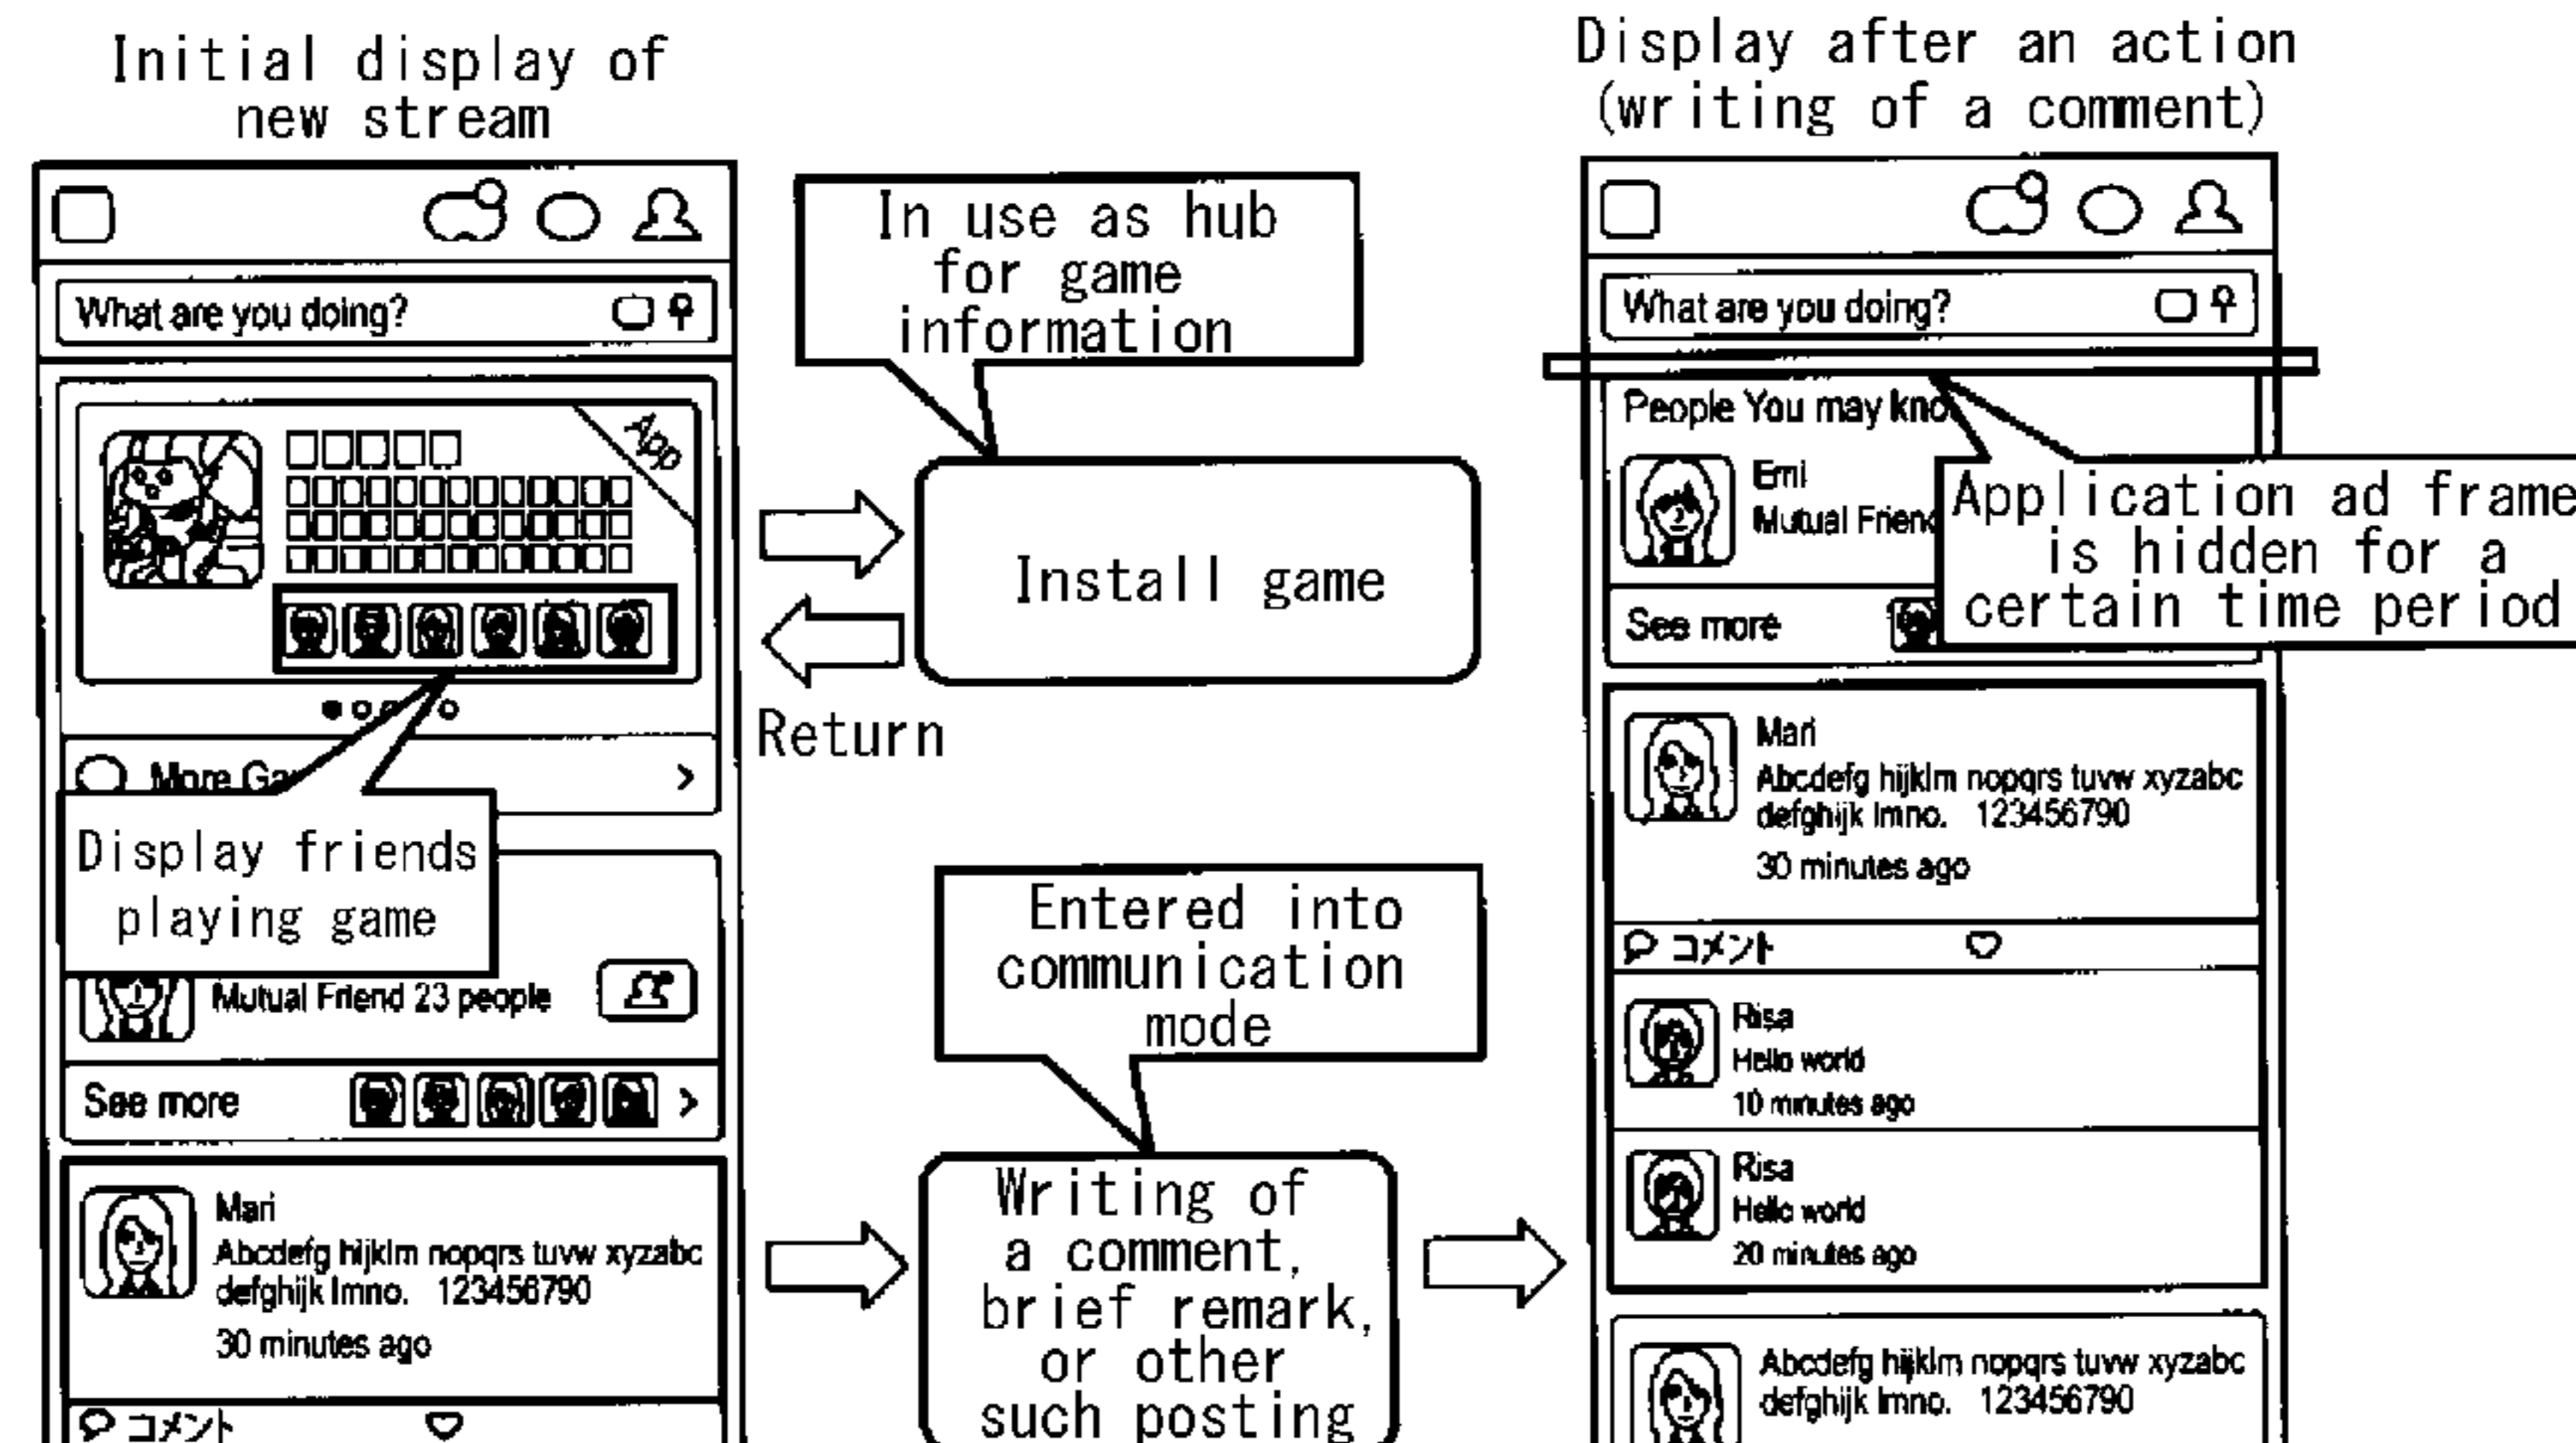 Initial display of
new stream
What are you doing?
App
Display friends
playing game
Mutual Friend 23 people
See more
Mari
Abcdefg hijklm nopqrs tuvw xyzabc
defghijk lmno. 123456790
30 minutes ago
コメント
In use as hub
for game
information
Install game
Return
Entered into
communication
mode
Writing of
a comment,
brief remark,
or other
such posting
Display after an action
(writing of a comment)
What are you doing?
People You may
Emi
Mutual Friend
Application ad frame
is hidden for a
certain time period
See more
Mari
Abcdefg hijklm nopqrs tuvw xyzabc
defghijk lmno. 123456790
30 minutes ago
コメント
Risa
Hello world
10 minutes ago
Risa
Hello world
20 minutes ago
Abcdefg hijklm nopqrs tuvw xyzabc
defghijk lmno. 123456790